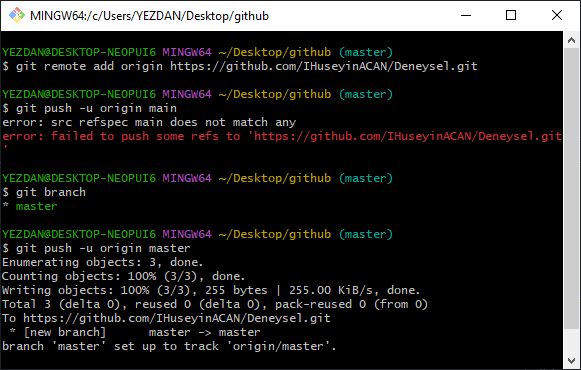 MINGW64:/c/Users/YEZDAN/Desktop/github
YEZDAN@DESKTOP-NEOPUI6 MINGW64 ~/Desktop/github (master)
$ git remote add origin https://github.com/IHuseyinACAN/Deneysel.git
YEZDAN@DESKTOP-NEOPUI6 MINGW64 ~/Desktop/github (master)
$ git push -u origin main
error: src refspec main does not match any
error: failed to push some refs to 'https://github.com/IHuseyinACAN/Deneysel.git
'
YEZDAN@DESKTOP-NEOPUI6 MINGW64 ~/Desktop/github (master)
$ git branch
* master
YEZDAN@DESKTOP-NEOPUI6 MINGW64 ~/Desktop/github (master)
$ git push -u origin master
Enumerating objects: 3, done.
Counting objects: 100% (3/3), done.
Writing objects: 100% (3/3), 255 bytes | 255.00 KiB/s, done.
Total 3 (delta 0), reused 0 (delta 0), pack-reused 0 (from 0)
To https://github.com/IHuseyinACAN/Deneysel.git
 * [new branch]      master -> master
branch 'master' set up to track 'origin/master'.